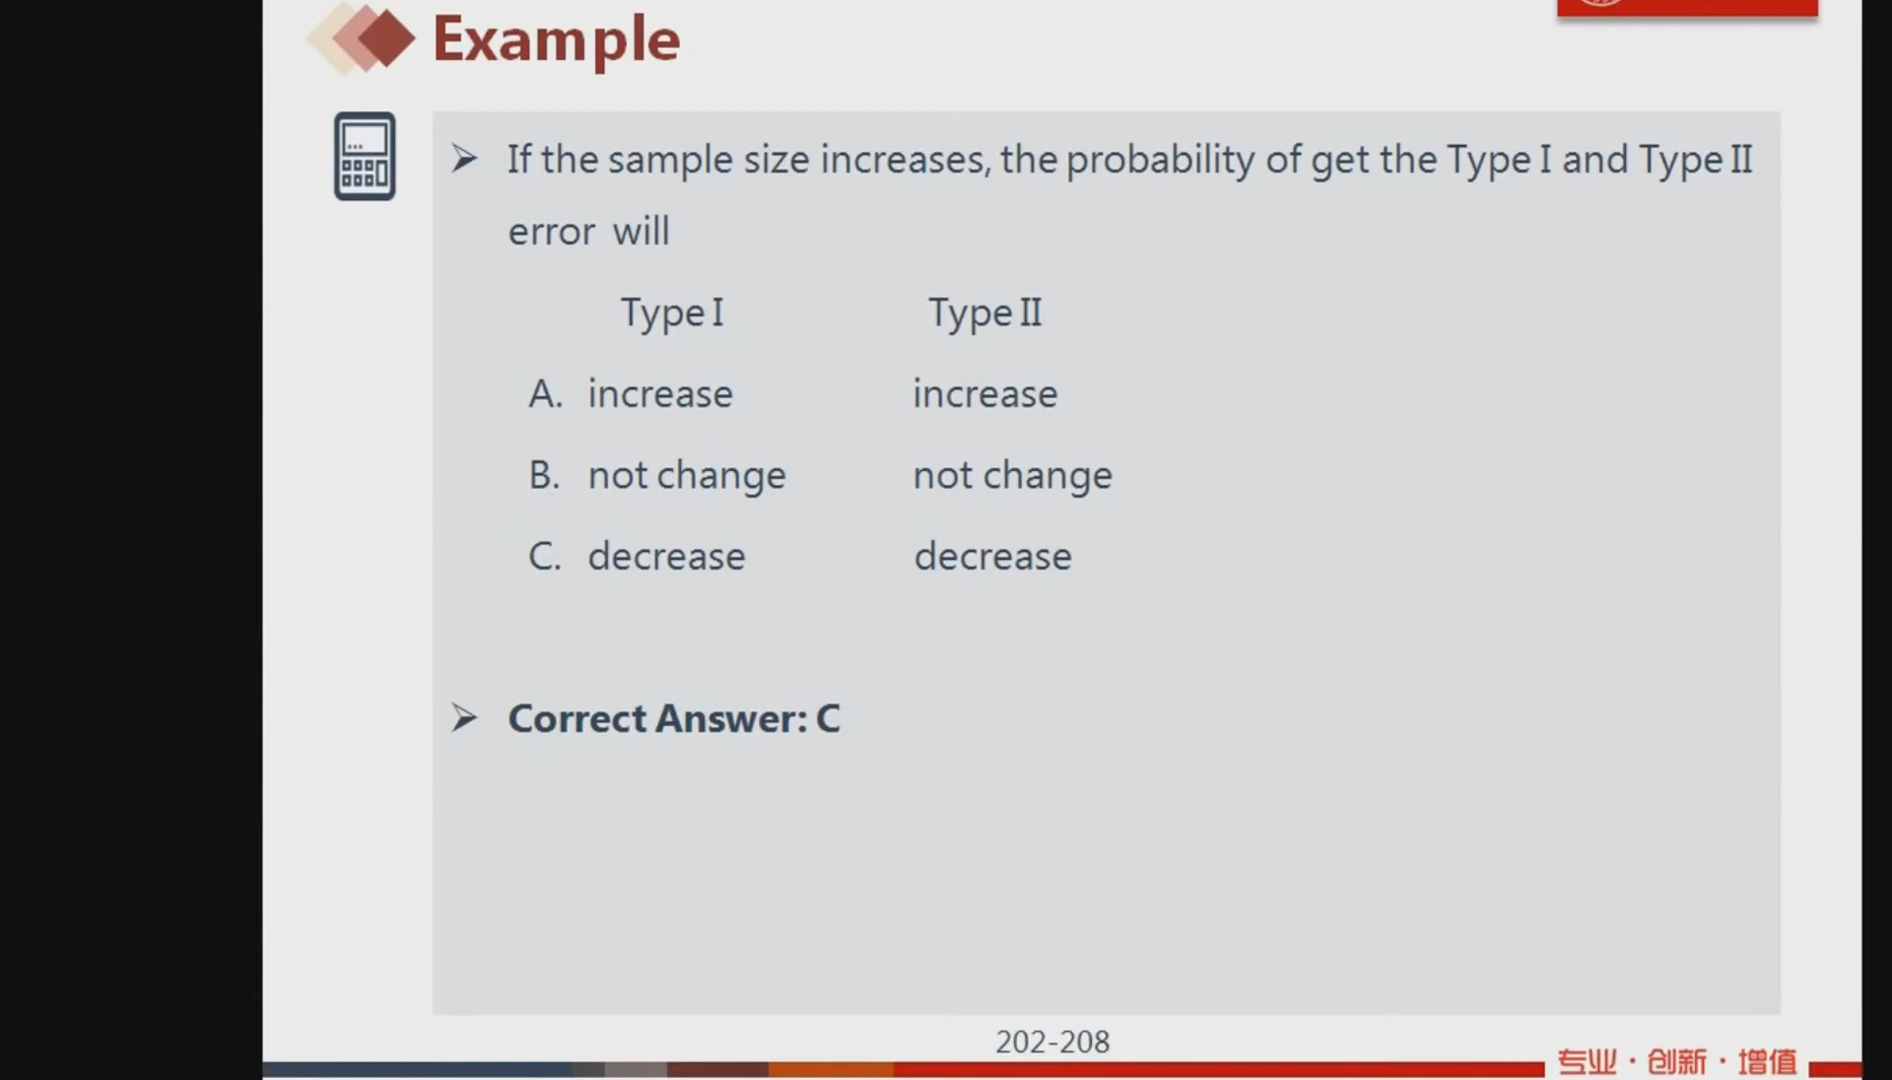 Example
➢ If the sample size increases, the probability of get the Type I and Type II
error will
Type I Type II
A. increase increase
B. not change not change
C. decrease decrease
➢ Correct Answer: C
202-208
专业·创新·增值